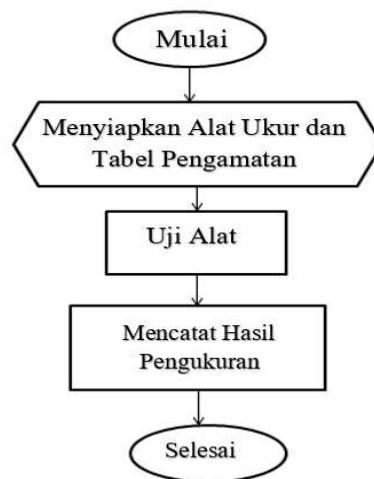 Mulai
Menyiapkan Alat Ukur dan
Tabel Pengamatan
Uji Alat
Mencatat Hasil
Pengukuran
Selesai